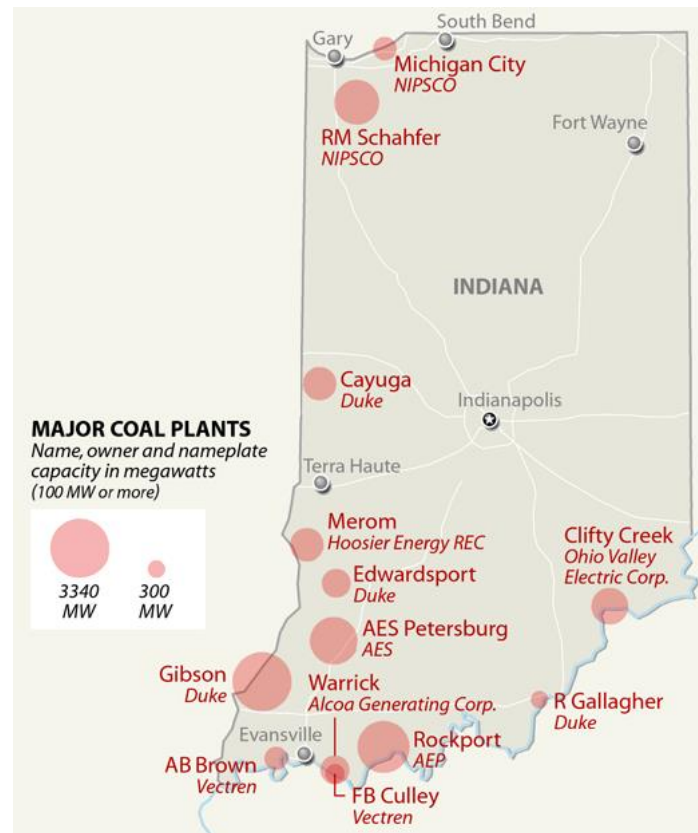 South Bend
Gary
Michigan City
NIPSCO
RM Schahfer
NIPSCO
Fort Wayne
INDIANA
Cayuga
Duke
Indianapolis
MAJOR COAL PLANTS
Name, owner and nameplate
capacity in megawatts
(100 MW or more)
3340
MW
300
MW
Terra Haute
Merom
Hoosier Energy REC
Edwardsport
Duke
Clifty Creek
Ohio Valley
Electric Corp.
AES Petersburg
AES
Gibson
Duke
Warrick
Alcoa Generating Corp.
R Gallagher
Duke
Evansville
Rockport
AEP
AB Brown
Vectren
FB Culley
Vectren